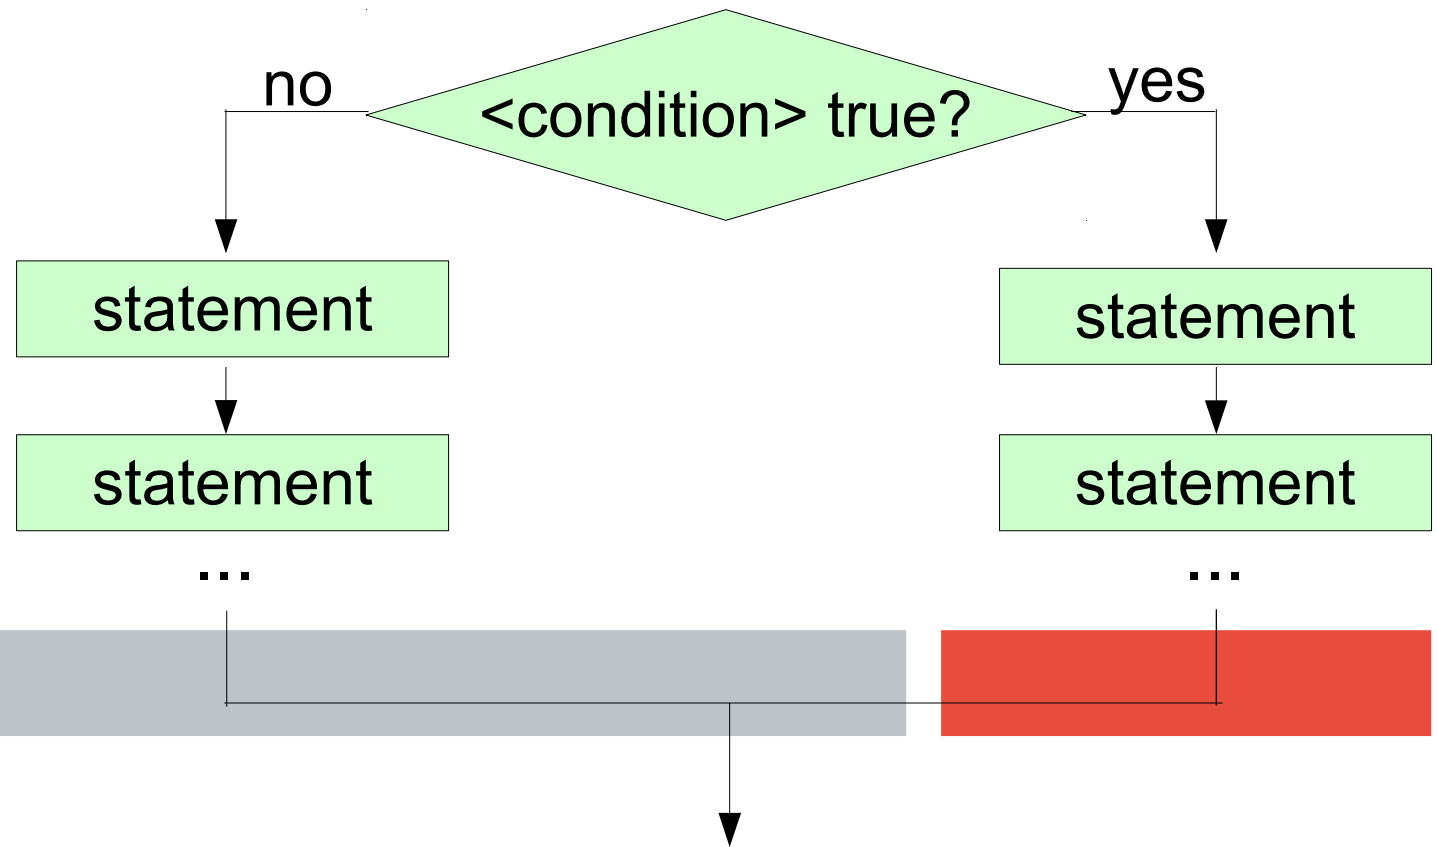 <condition> true?
no
yes
statement
statement
statement
statement
...
...